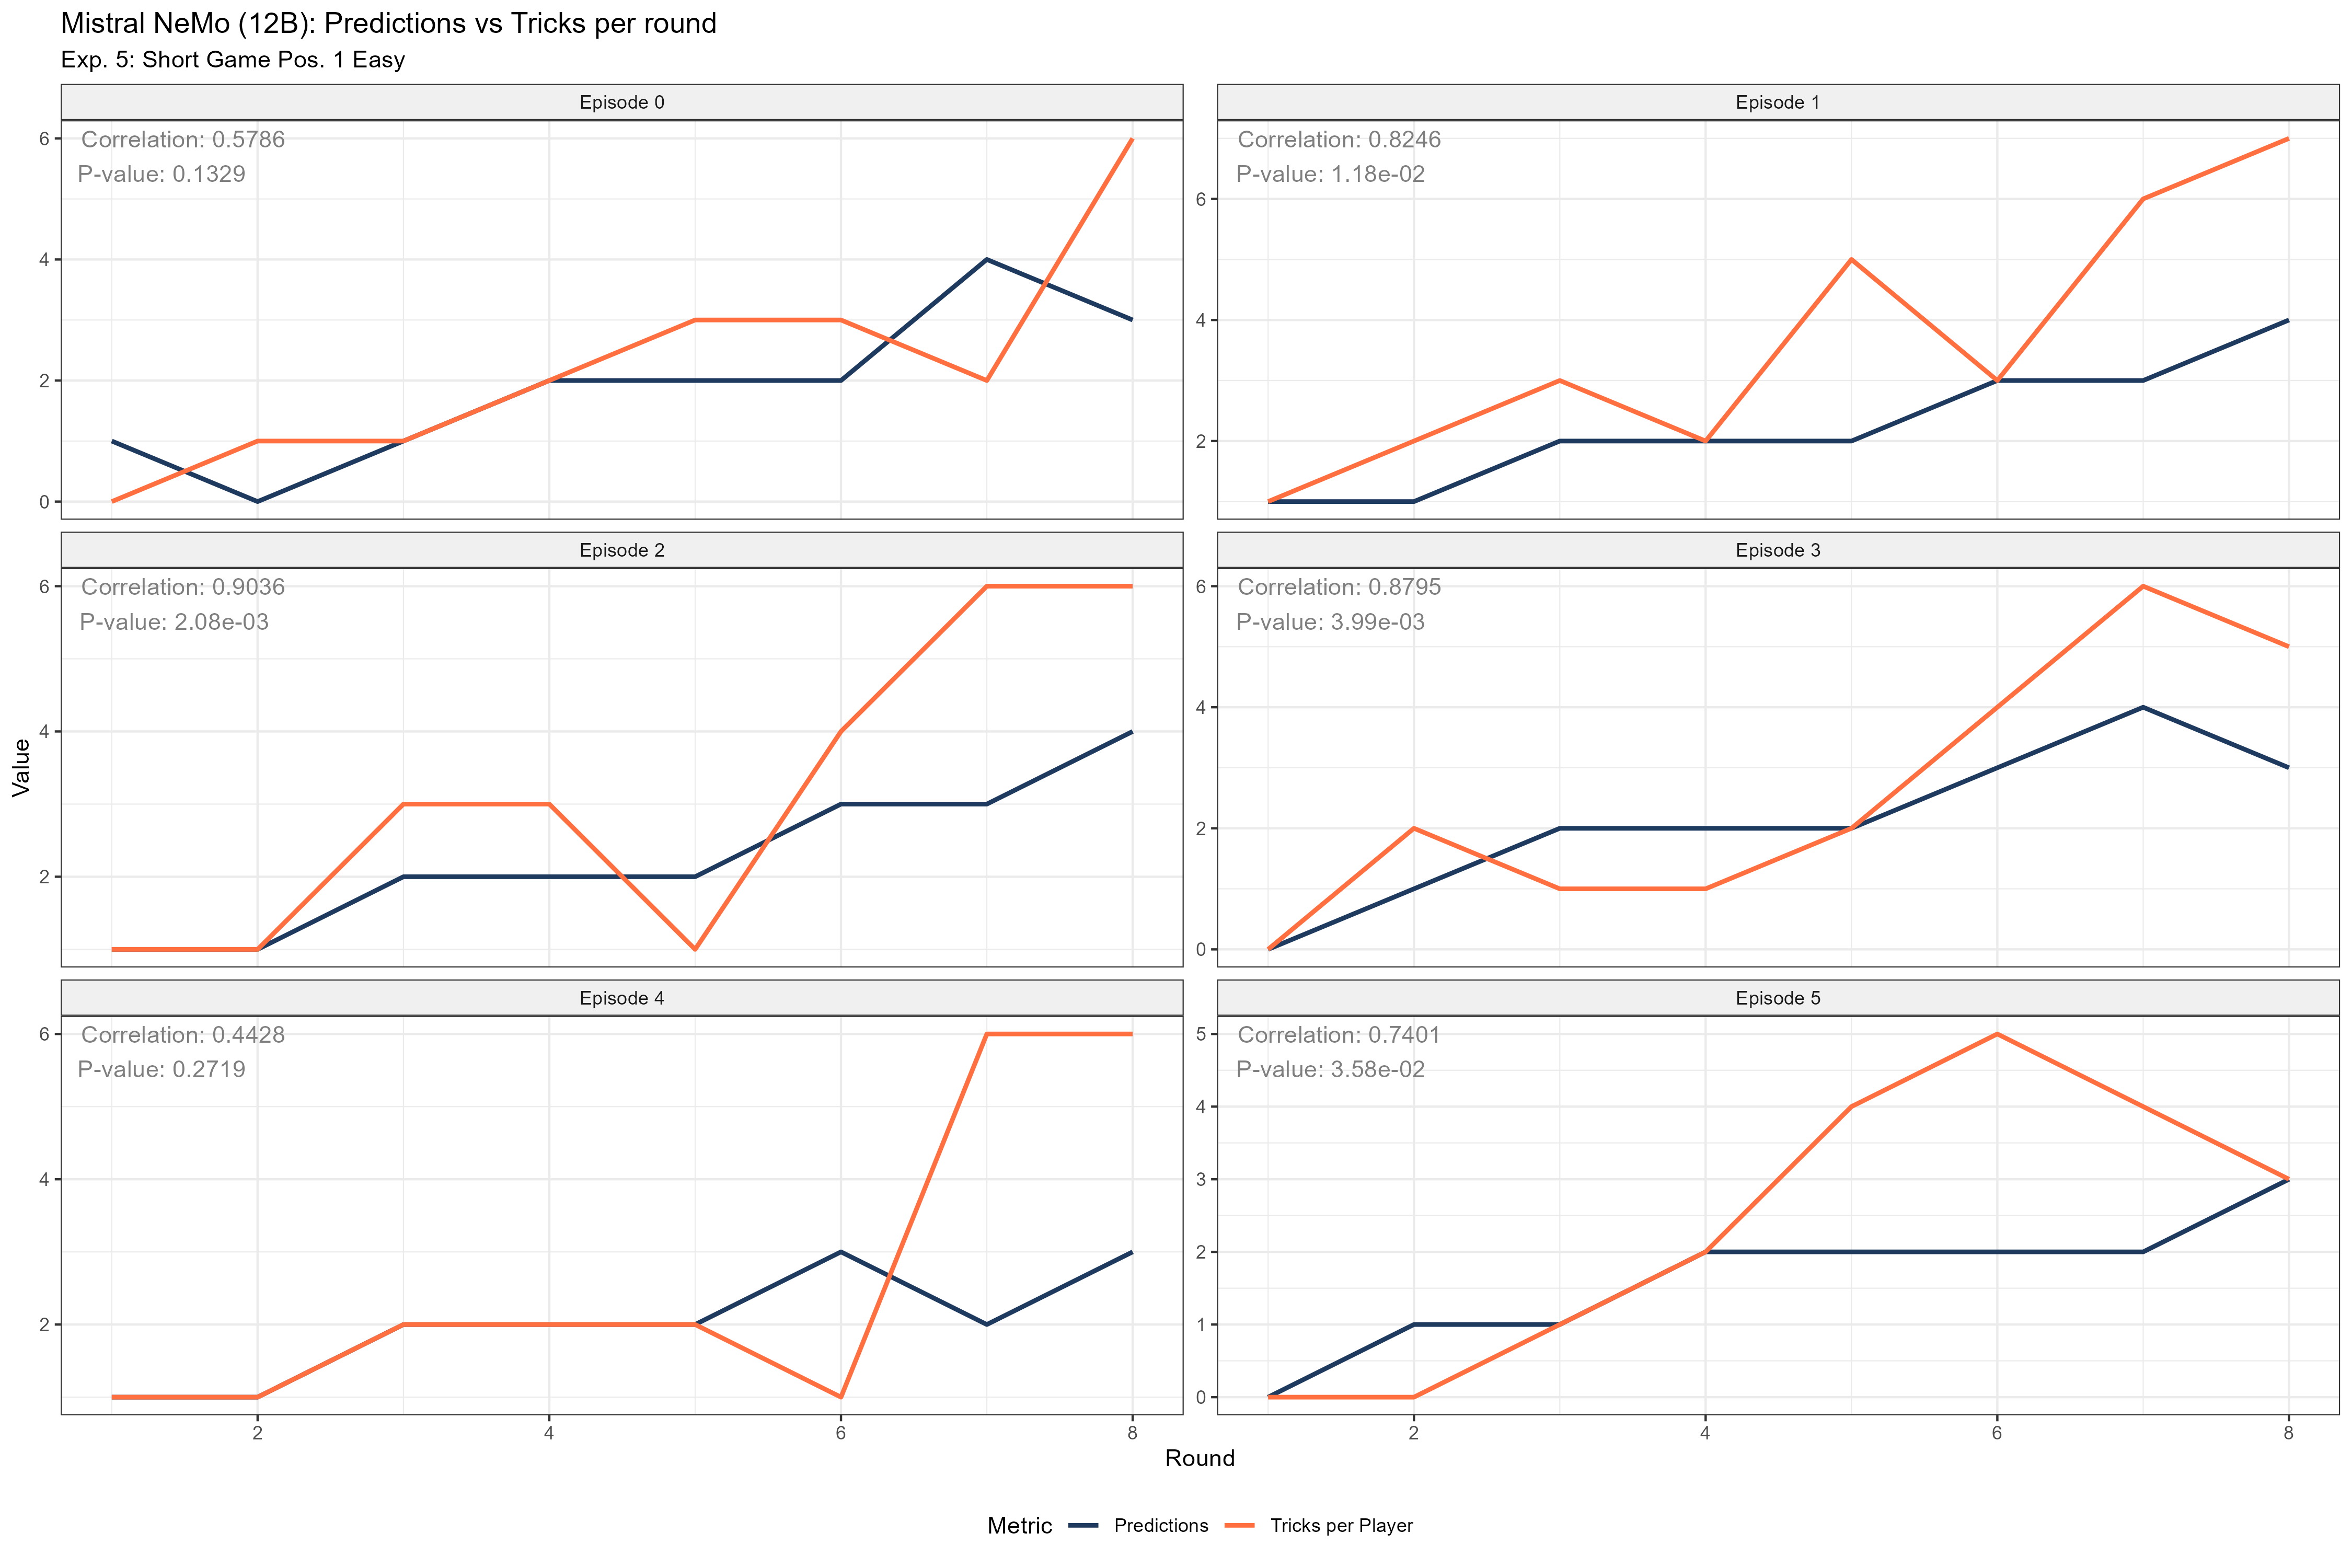 Mistral NeMo (12B): Predictions vs Tricks per round
Exp. 5: Short Game Pos. 1 Easy
Episode 0
Episode 1
Correlation: 0.5786
P-value: 0.1329
6
4
2
0
Correlation: 0.8246
P-value: 1.18e-02
6
4
2
Episode 2
Episode 3
Correlation: 0.9036
P-value: 2.08e-03
6
4
2
Correlation: 0.8795
P-value: 3.99e-03
6
4
2
0
Value
Episode 4
Episode 5
Correlation: 0.4428
P-value: 0.2719
6
4
2
Correlation: 0.7401
P-value: 3.58e-02
5
4
3
2
1
0
2 4 6 8
2 4 6 8
Round
Metric Predictions Tricks per Player